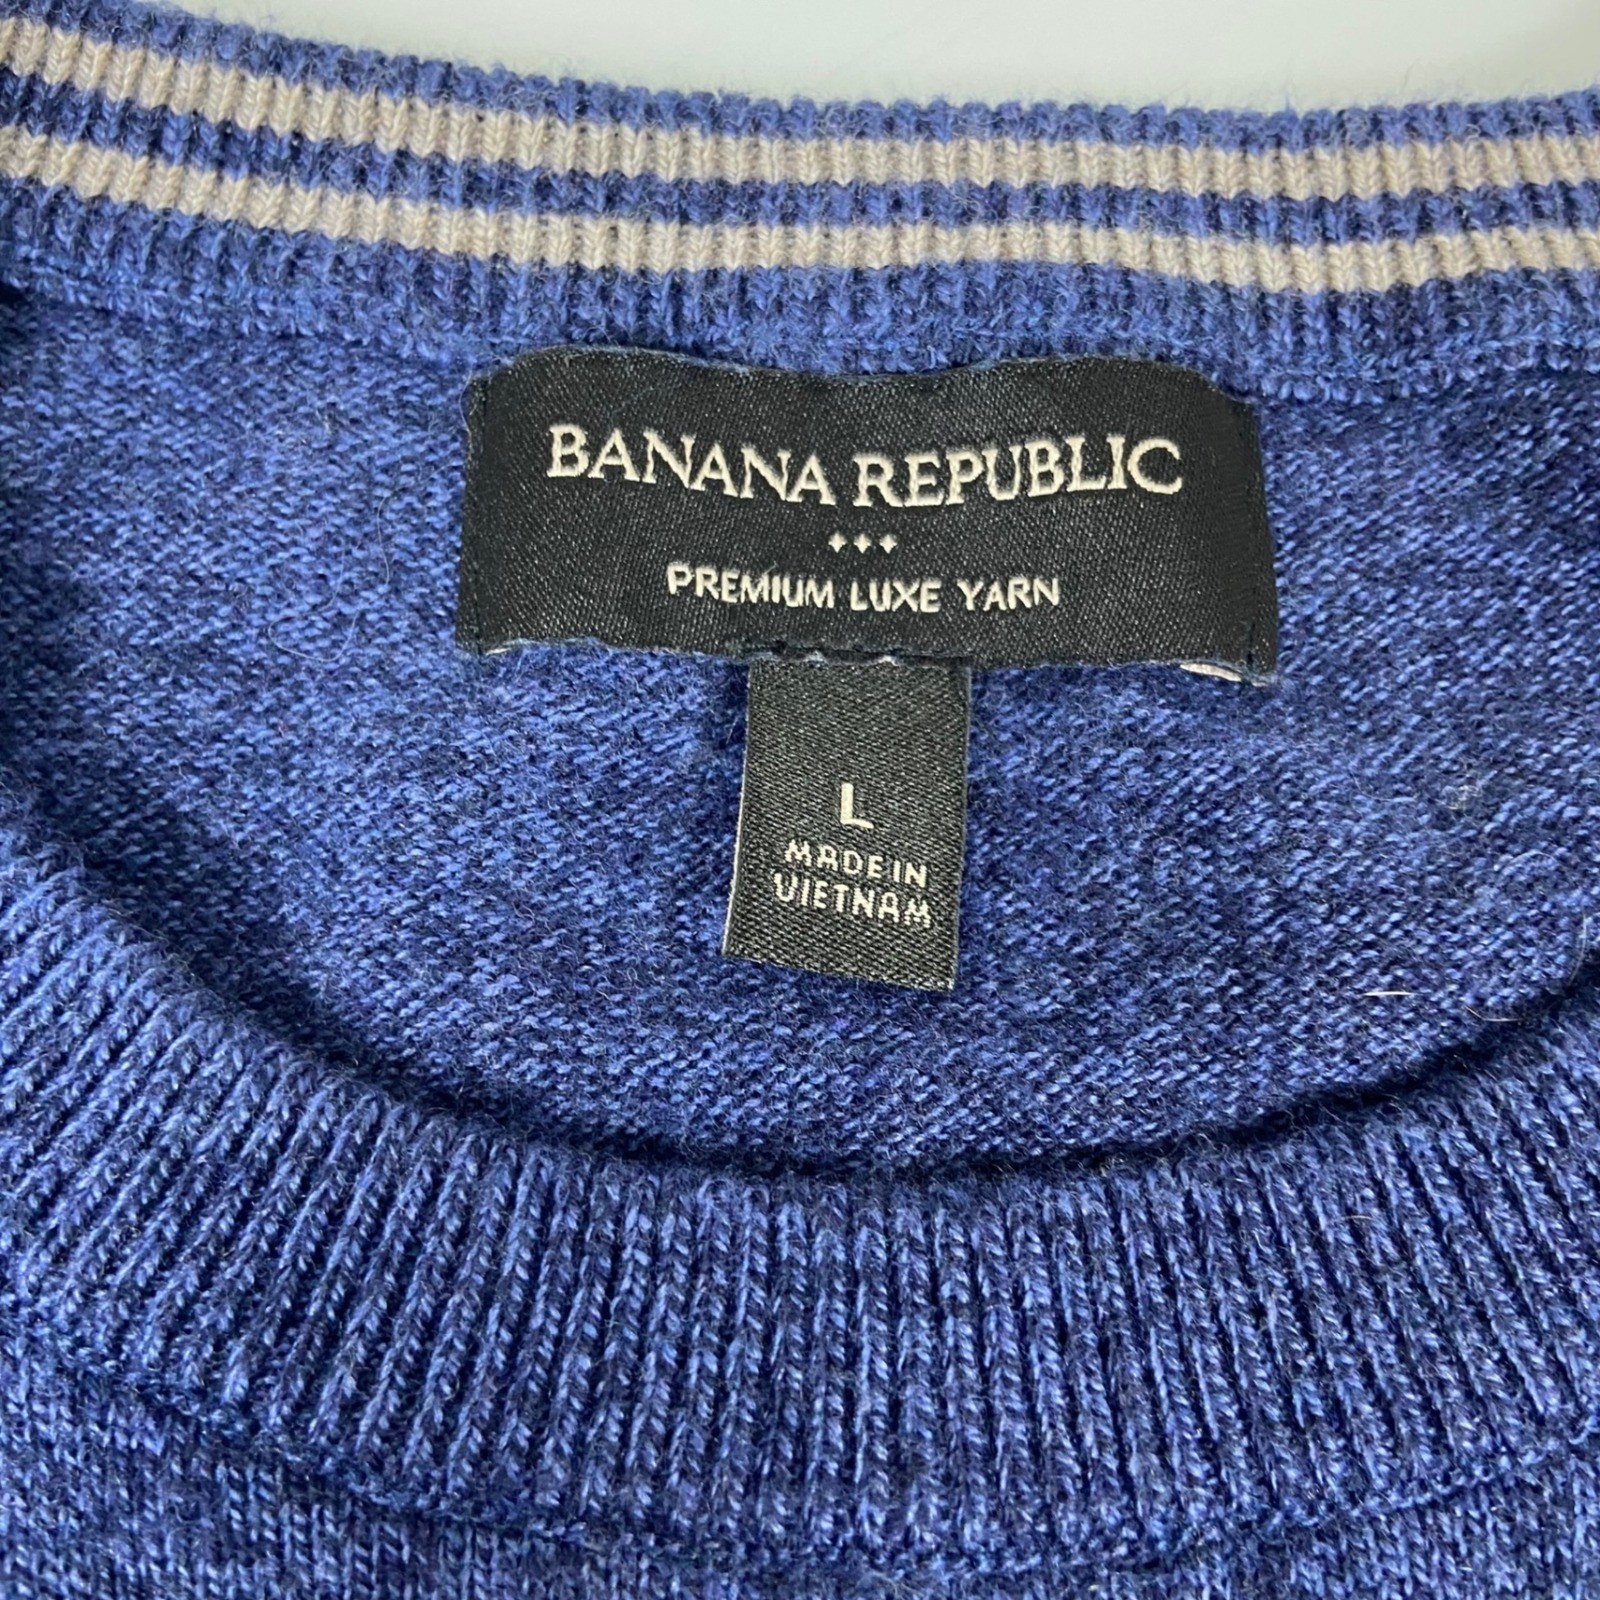 BANANA REPUBLIC
PREMIUM LUXE YARN
L
MADE IN
VIETNAM